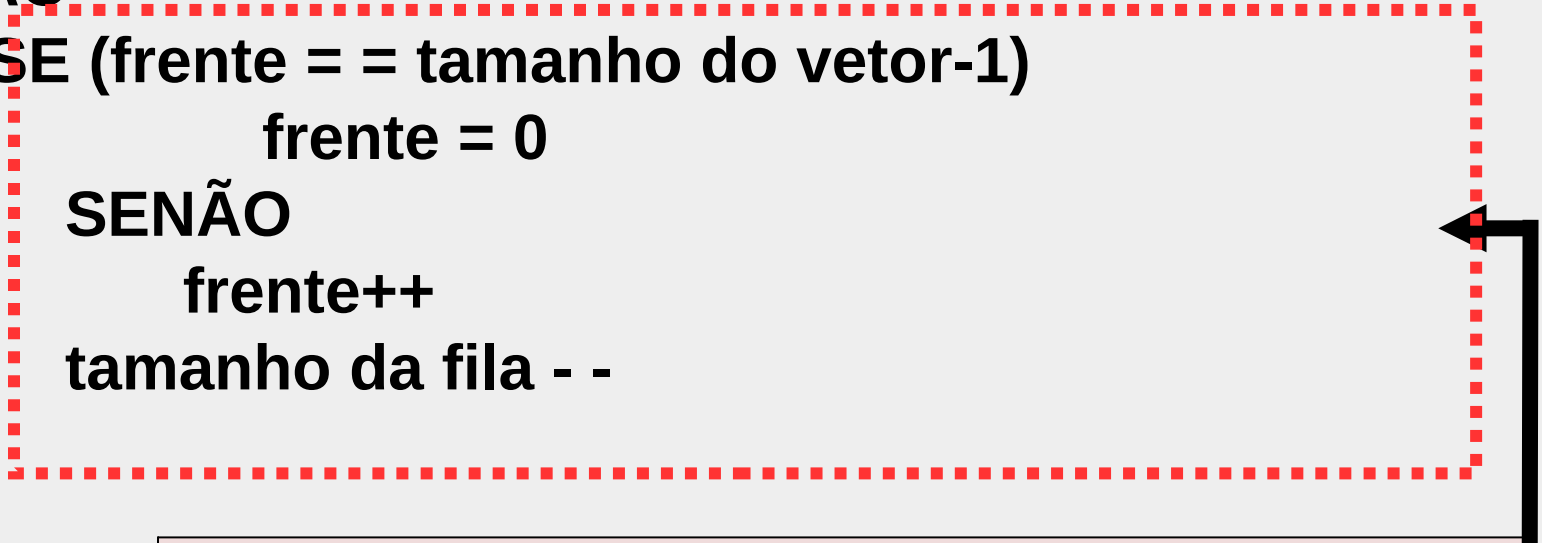 SE (frente = = tamanho do vetor-1)
frente = 0
SENÃO
frente++
tamanho da fila - -